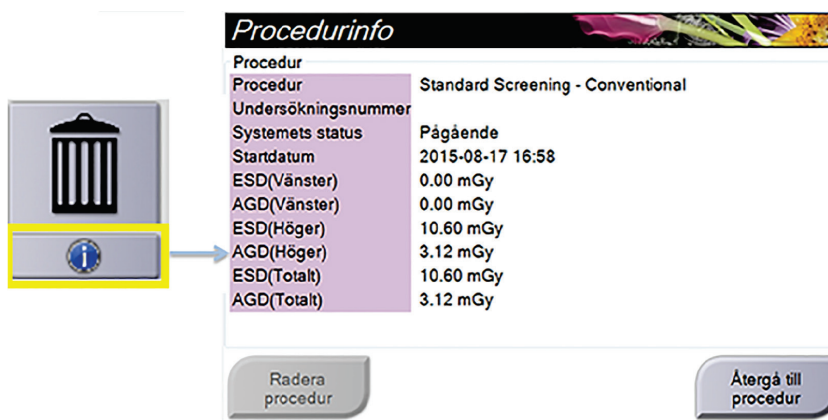 Procedurinfo
Procedur
Procedur Standard Screening - Conventional
Undersökningsnummer
Systemets status Pågående
Startdatum 2015-08-17 16:58
ESD(Vänster) 0.00 mGy
AGD(Vänster) 0.00 mGy
ESD(Höger) 10.60 mGy
AGD(Höger) 3.12 mGy
ESD(Totalt) 10.60 mGy
AGD(Totalt) 3.12 mGy
i
Radera
procedur
Återgå till
procedur